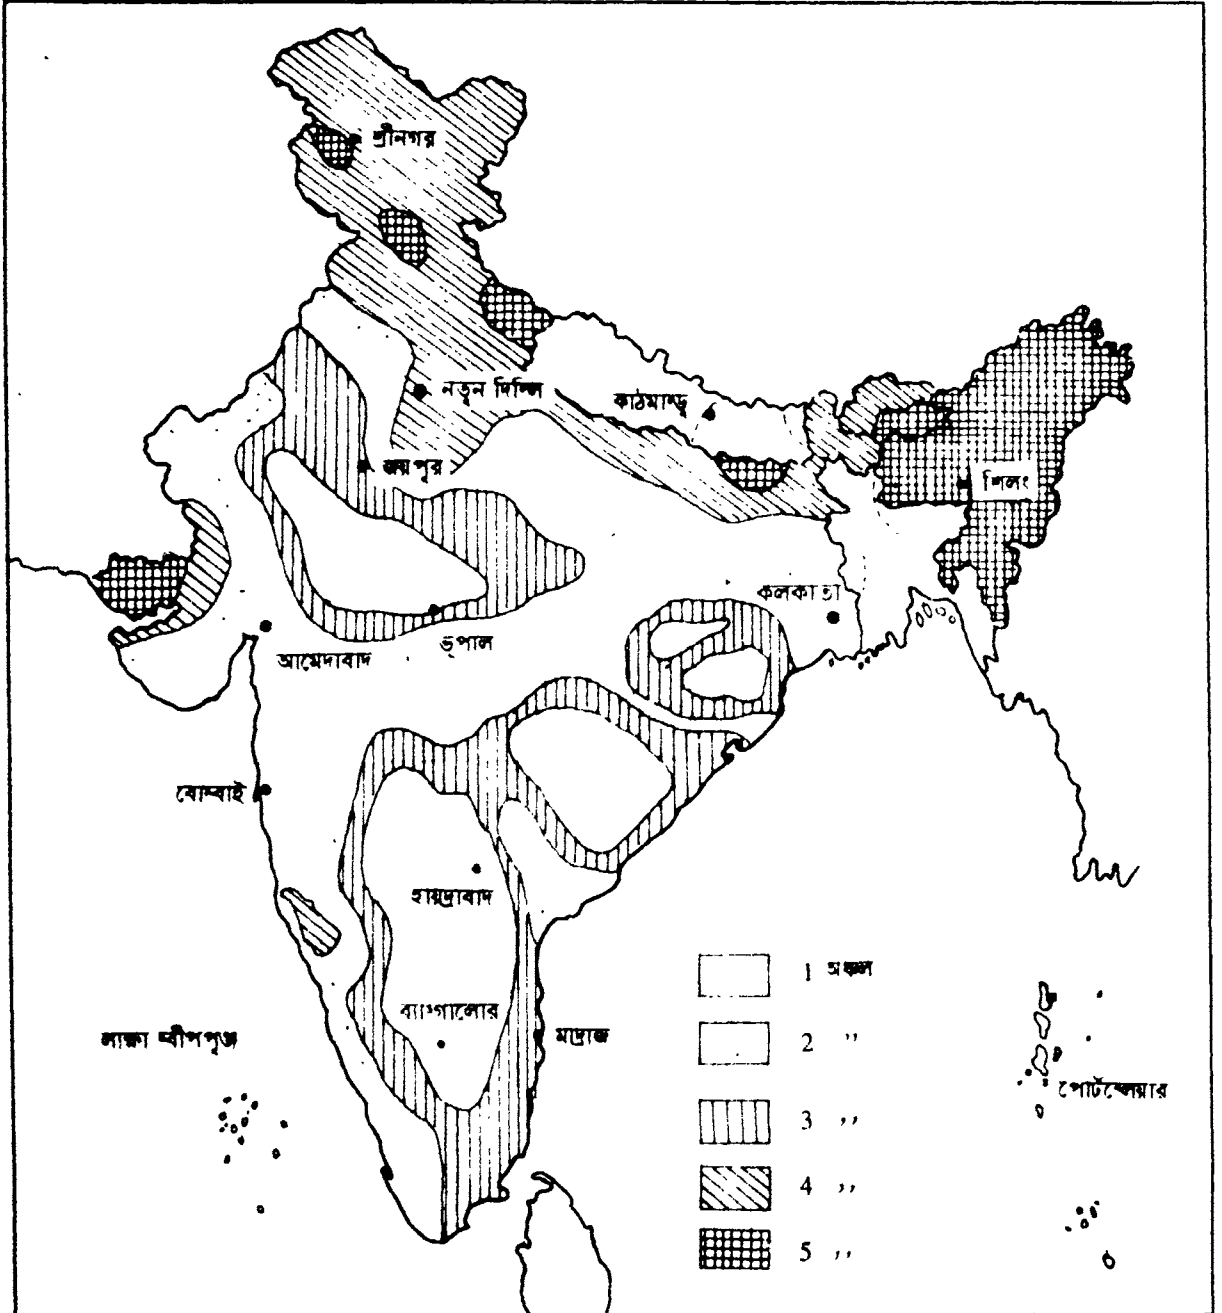 শ্রীনগর
নতুন দিল্লি
কাঠমাণ্ডু
জয়পুর
শিলং
কলকাতা
ভূপাল
আমেদাবাদ
বোম্বাই
হায়দ্রাবাদ
1 অঞ্চল
ব্যাঙ্গালোর
লাক্ষা দ্বীপপুঞ্জ
মাদ্রাজ
2 ,,
পোর্টব্লেয়ার
3 ,,
4 ,,
5 ,,